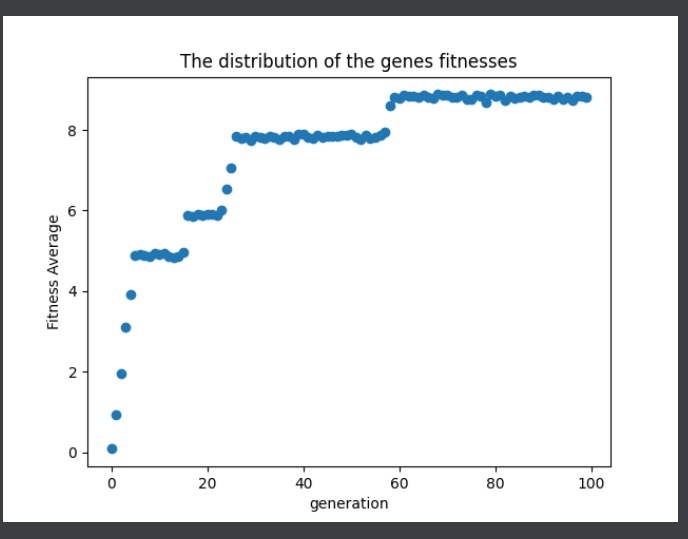 The distribution of the genes fitnesses
Fitness Average
8
6
4
2
0
0 20 40 60 80 100
generation